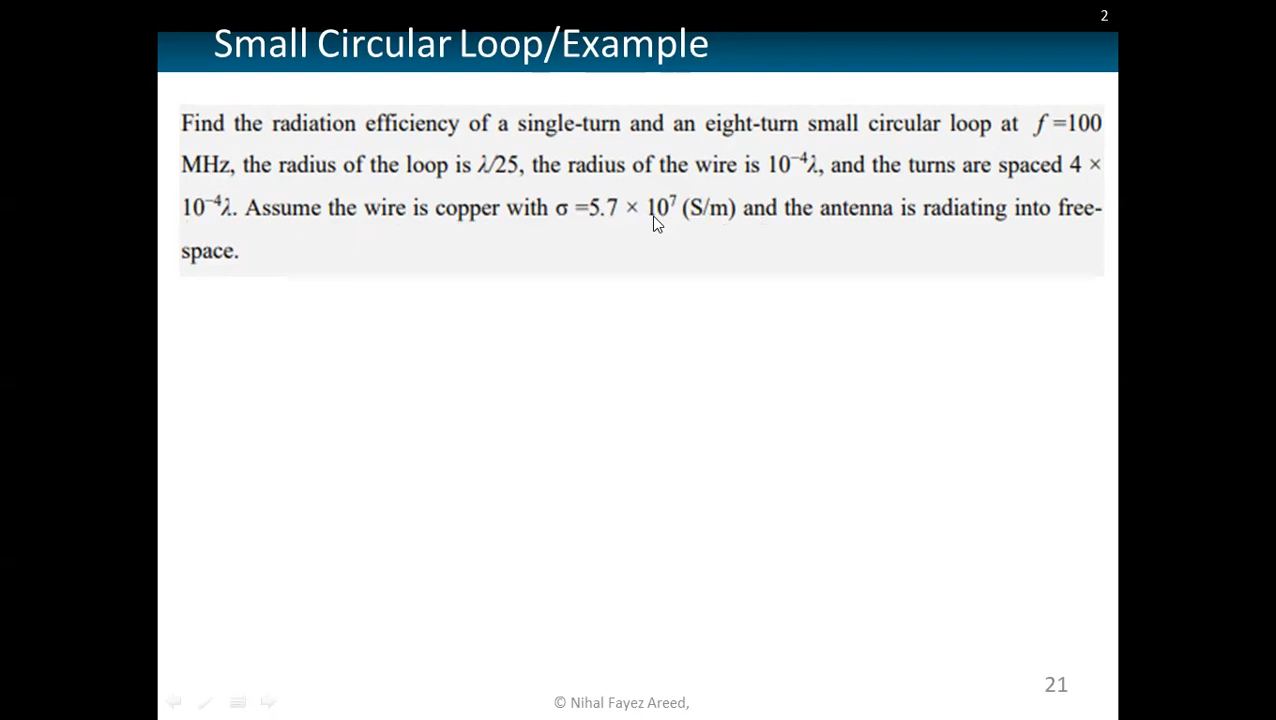 2
Small Circular Loop/Example
Find the radiation efficiency of a single-turn and an eight-turn small circular loop at f =100
MHz, the radius of the loop is λ/25, the radius of the wire is 10⁻⁴λ, and the turns are spaced 4 ×
10⁻⁴λ. Assume the wire is copper with σ =5.7 × 10⁷ (S/m) and the antenna is radiating into free-
space.
21
© Nihal Fayez Areed,